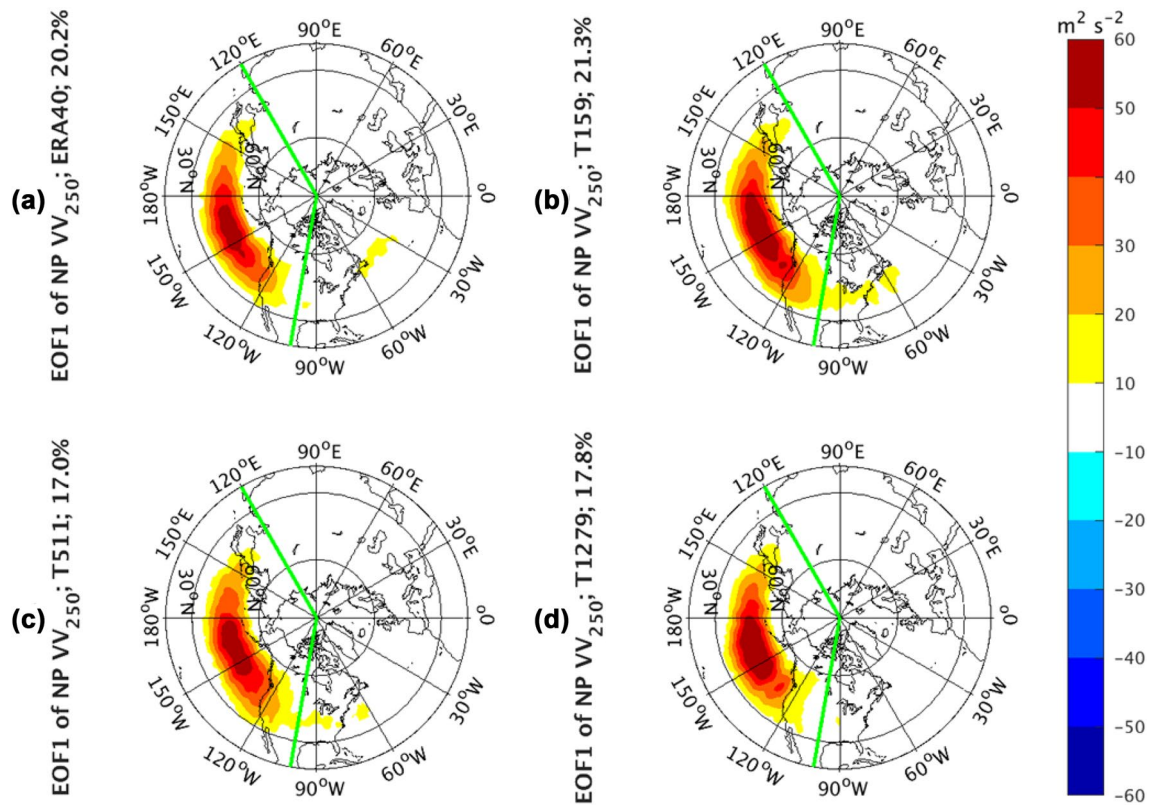 (a)
EOF1 of NP VV250; ERA40; 20.2%
90°E
120°E
60°E
150°E
30°E
180°W
0°
150°W
30°W
120°W
60°W
90°W
30°N
60°N
(b)
EOF1 of NP VV250; T159; 21.3%
90°E
120°E
60°E
150°E
30°E
180°W
0°
150°W
30°W
120°W
60°W
90°W
30°N
60°N
(c)
EOF1 of NP VV250; T511; 17.0%
90°E
120°E
60°E
150°E
30°E
180°W
0°
150°W
30°W
120°W
60°W
90°W
30°N
60°N
(d)
EOF1 of NP VV250; T1279; 17.8%
90°E
120°E
60°E
150°E
30°E
180°W
0°
150°W
30°W
120°W
60°W
90°W
30°N
60°N
m² s⁻²
60
50
40
30
20
10
-10
-20
-30
-40
-50
-60